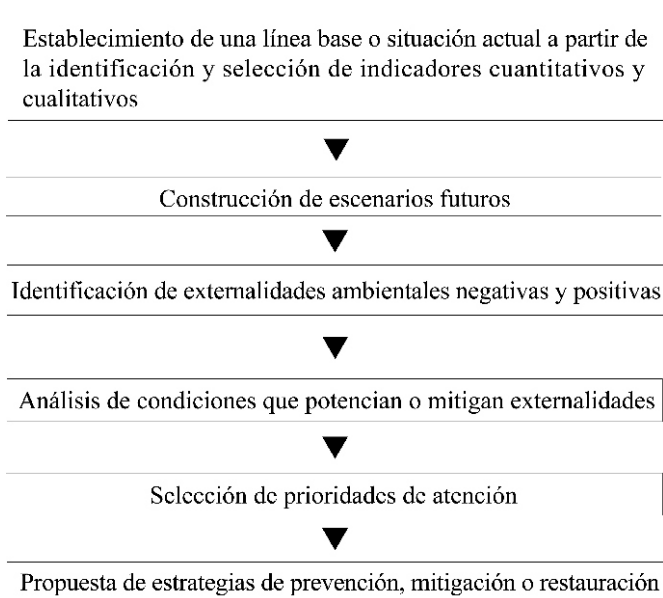 Establecimiento de una línea base o situación actual a partir de
la identificación y selección de indicadores cuantitativos y
cualitativos
Construcción de escenarios futuros
Identificación de externalidades ambientales negativas y positivas
Análisis de condiciones que potencian o mitigan externalidades
Selección de prioridades de atención
Propuesta de estrategias de prevención, mitigación o restauración